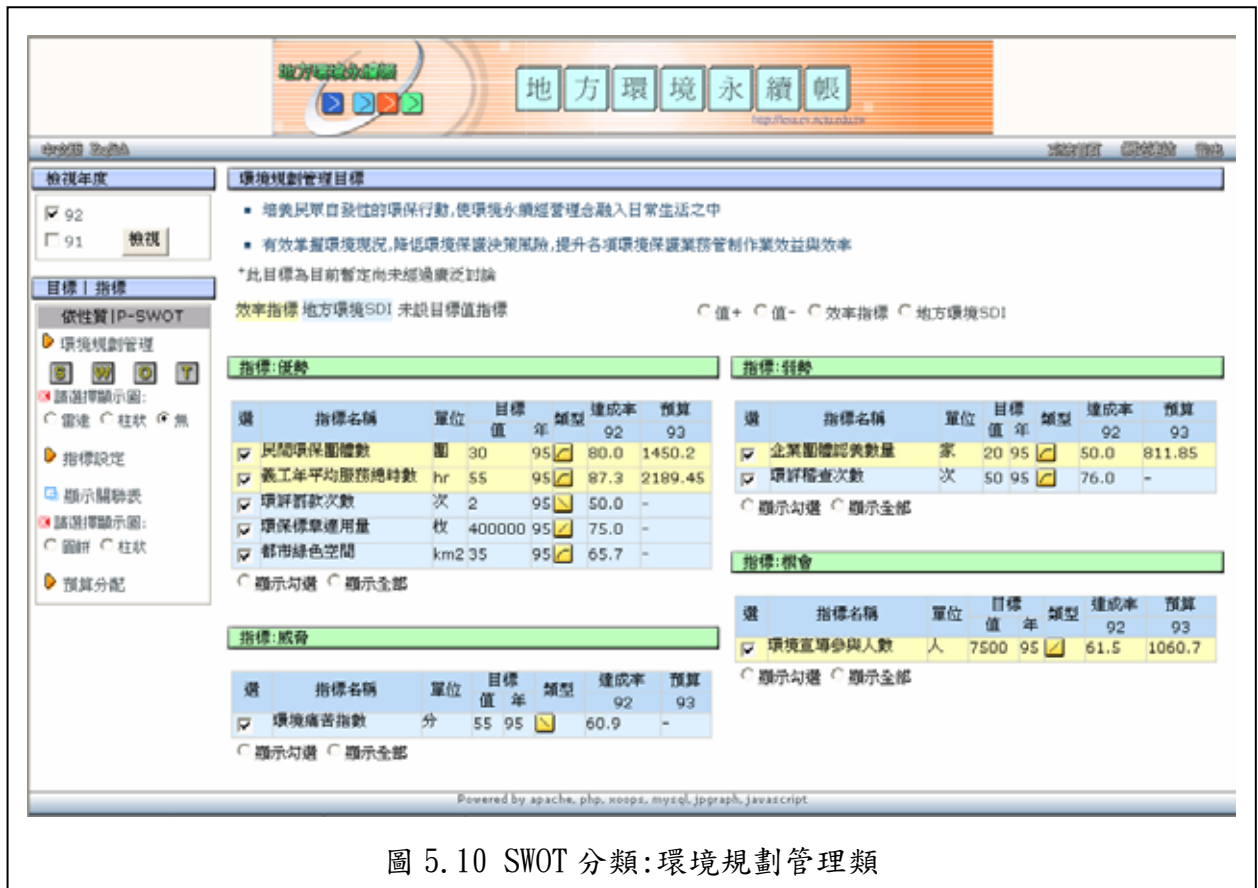 地方環境永續帳
地方環境永續帳
中文版 English
檢視年度
92
91 檢視
目標 | 指標
依性質|P-SWOT
環境規劃管理
S W O T
請選擇顯示圖:
雷達 柱狀 無
指標設定
顯示關聯表
請選擇顯示圖:
圓餅 柱狀
預算分配
環境規劃管理目標
培養民眾自發性的環保行動,使環境永續經營理念融入日常生活之中
有效掌握環境現況,降低環境保護決策風險,提升各項環境保護業務管制作業效益與效率
*此目標為目前暫定尚未經過廣泛討論
效率指標 地方環境SDI 未設目標值指標
值+ 值- 效率指標 地方環境SDI
指標:優勢
選 指標名稱 單位 目標 值 年 類型 達成率 92 預算 93
民間環保團體數 團 30 95 80.0 1450.2
義工年平均服務總時數 hr 55 95 87.3 2189.45
環評罰款次數 次 2 95 50.0 -
環保標章適用量 枚 400000 95 75.0 -
都市綠色空間 km2 35 95 65.7 -
顯示勾選 顯示全部
指標:威脅
選 指標名稱 單位 目標 值 年 類型 達成率 92 預算 93
環境痛苦指數 分 55 95 60.9 -
顯示勾選 顯示全部
指標:弱勢
選 指標名稱 單位 目標 值 年 類型 達成率 92 預算 93
企業團體認養數量 家 20 95 50.0 811.85
環評稽查次數 次 50 95 76.0 -
顯示勾選 顯示全部
指標:機會
選 指標名稱 單位 目標 值 年 類型 達成率 92 預算 93
環境宣導參與人數 人 7500 95 61.5 1060.7
顯示勾選 顯示全部
Powered by apache, php, xoops, mysql, jpgraph, javascript
圖 5.10 SWOT 分類:環境規劃管理類